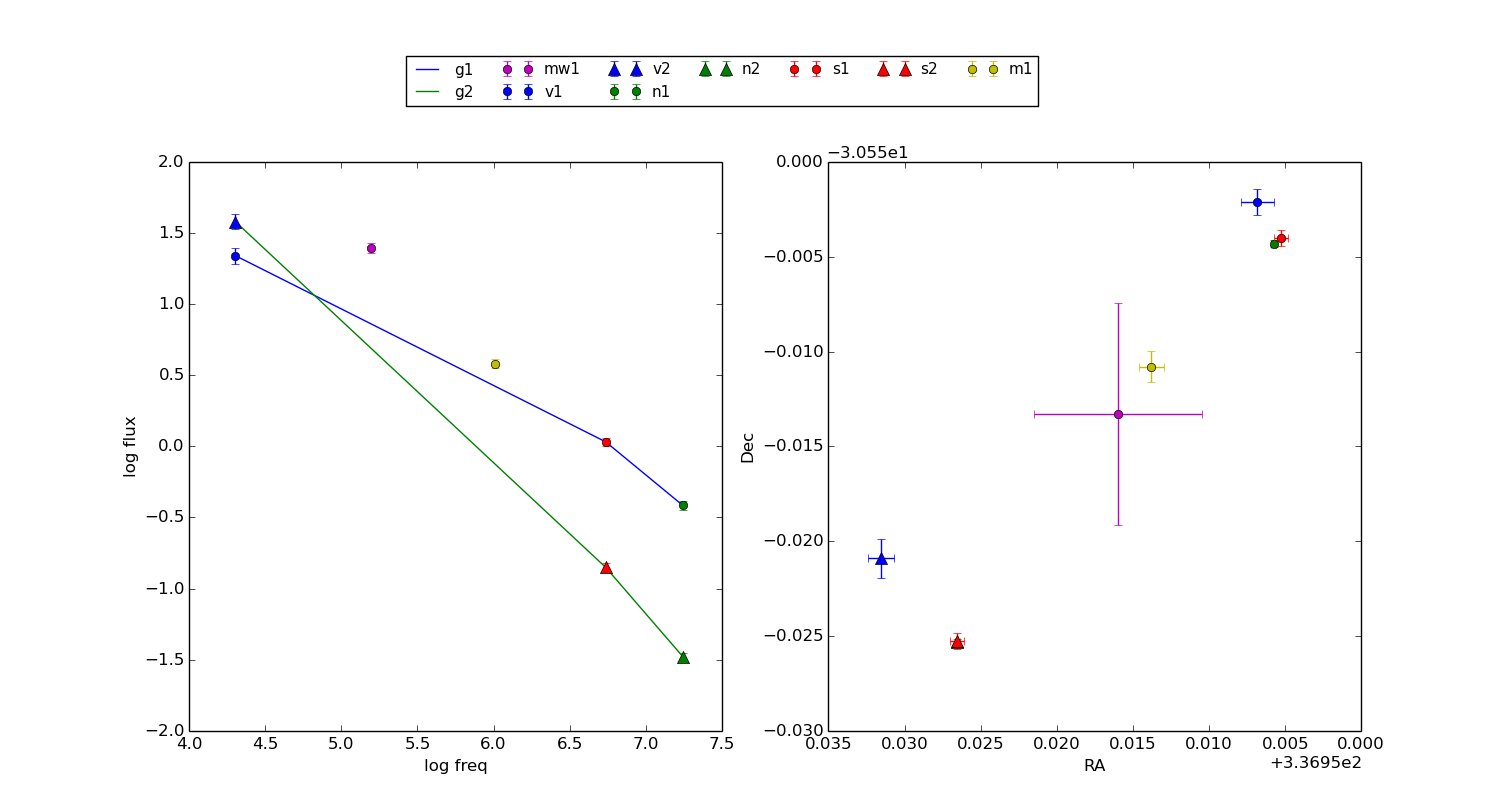 g1 mw1 v2 n2 s1 s2 m1
g2 v1 n1
2.0
1.5
1.0
0.5
0.0
−0.5
−1.0
−1.5
−2.0
log flux
4.0 4.5 5.0 5.5 6.0 6.5 7.0 7.5
log freq
−3.055e1
0.000
−0.005
−0.010
−0.015
−0.020
−0.025
−0.030
Dec
0.035 0.030 0.025 0.020 0.015 0.010 0.005 0.000
RA
+3.3695e2